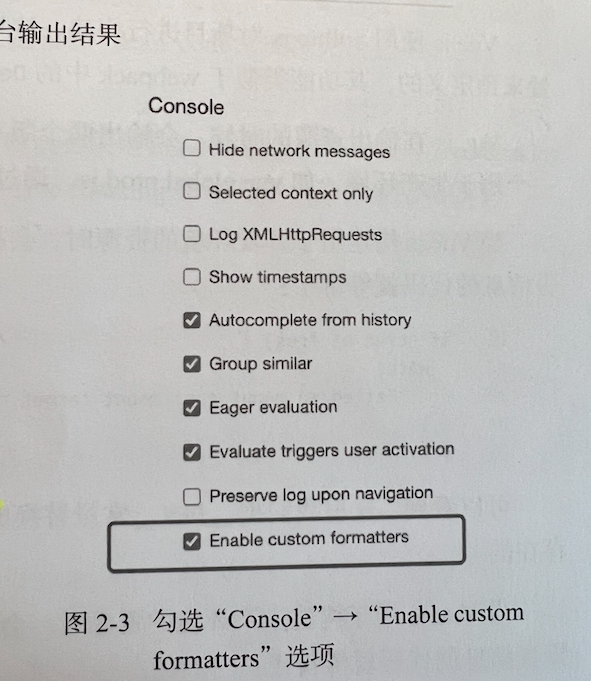 台输出结果
Console
Hide network messages
Selected context only
Log XMLHttpRequests
Show timestamps
Autocomplete from history
Group similar
Eager evaluation
Evaluate triggers user activation
Preserve log upon navigation
Enable custom formatters
图 2-3 勾选“Console”→“Enable custom
formatters”选项